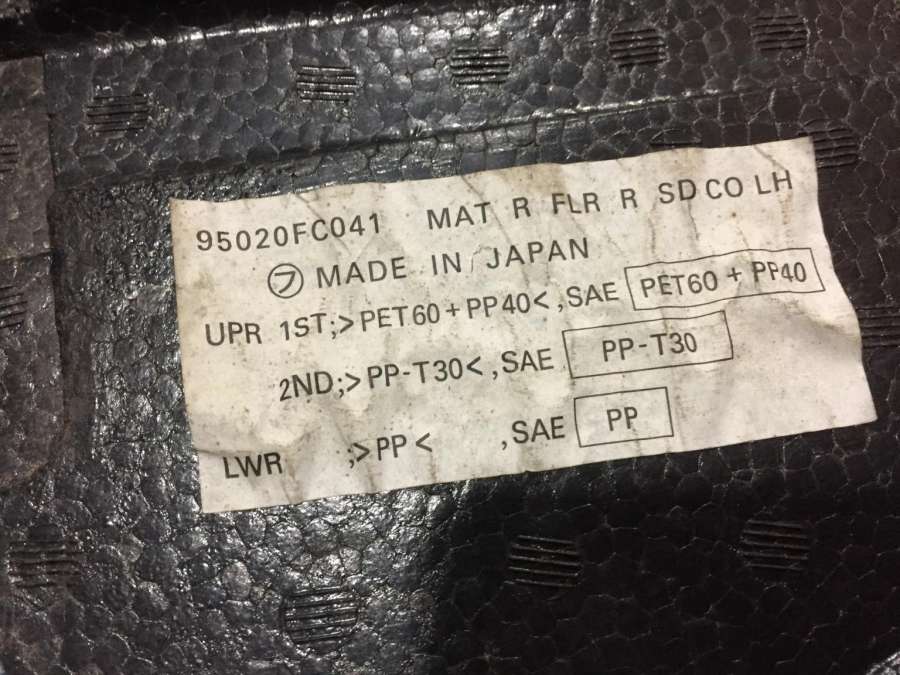 95020FC041 MAT R FLR R SD CO LH
㋫ MADE IN JAPAN
UPR 1ST;>PET60+PP40<,SAE PET60+PP40
2ND;>PP-T30<,SAE PP-T30
LWR ;>PP< ,SAE PP